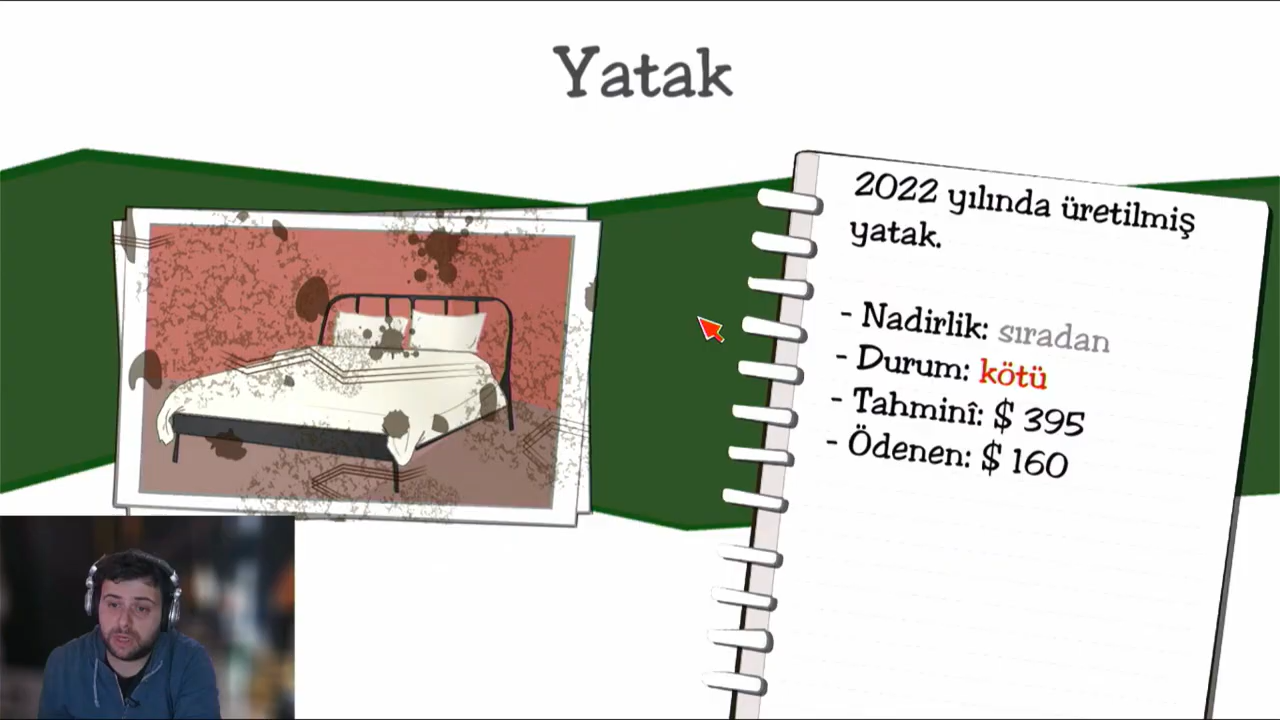 Yatak
2022 yılında üretilmiş
yatak.
- Nadirlik: sıradan
- Durum: kötü
- Tahminî: $ 395
- Ödenen: $ 160